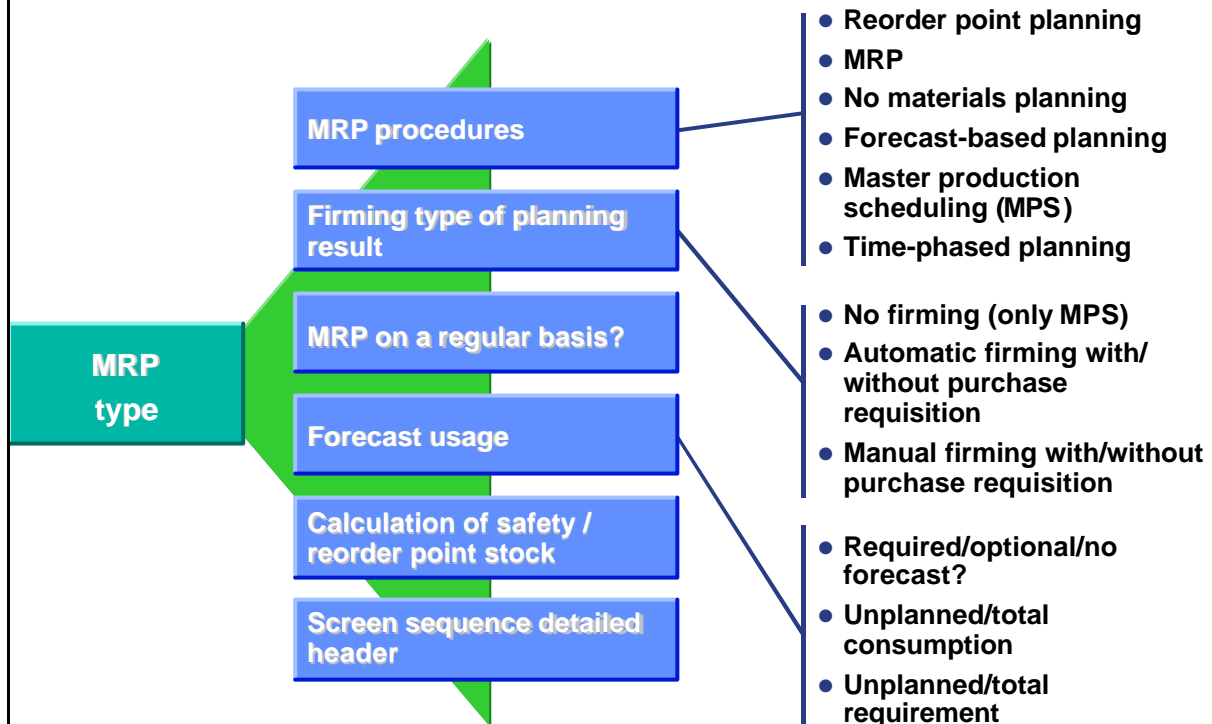 MRP
type
MRP procedures
Firming type of planning
result
MRP on a regular basis?
Forecast usage
Calculation of safety /
reorder point stock
Screen sequence detailed
header
● Reorder point planning
● MRP
● No materials planning
● Forecast-based planning
● Master production
scheduling (MPS)
● Time-phased planning
● No firming (only MPS)
● Automatic firming with/
without purchase
requisition
● Manual firming with/without
purchase requisition
● Required/optional/no
forecast?
● Unplanned/total
consumption
● Unplanned/total
requirement